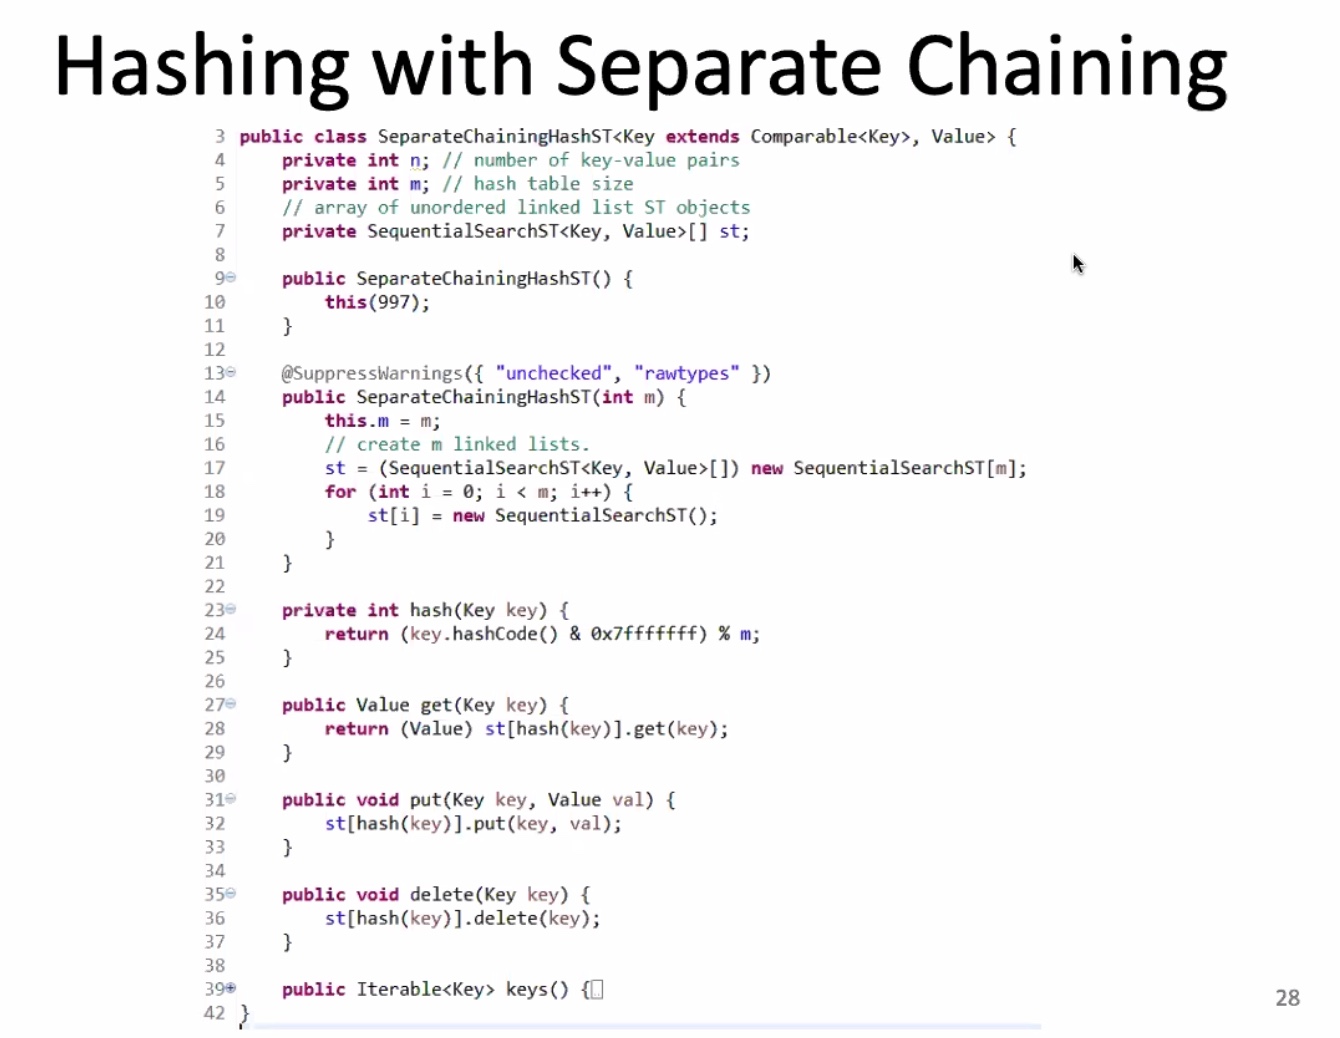 Hashing with Separate Chaining
3 public class SeparateChainingHashST<Key extends Comparable<Key>, Value> {
4 private int n; // number of key-value pairs
5 private int m; // hash table size
6 // array of unordered linked list ST objects
7 private SequentialSearchST<Key, Value>[] st;
8
9 public SeparateChainingHashST() {
10 this(997);
11 }
12
13 @SuppressWarnings({ "unchecked", "rawtypes" })
14 public SeparateChainingHashST(int m) {
15 this.m = m;
16 // create m linked lists.
17 st = (SequentialSearchST<Key, Value>[]) new SequentialSearchST[m];
18 for (int i = 0; i < m; i++) {
19 st[i] = new SequentialSearchST();
20 }
21 }
22
23 private int hash(Key key) {
24 return (key.hashCode() & 0x7fffffff) % m;
25 }
26
27 public Value get(Key key) {
28 return (Value) st[hash(key)].get(key);
29 }
30
31 public void put(Key key, Value val) {
32 st[hash(key)].put(key, val);
33 }
34
35 public void delete(Key key) {
36 st[hash(key)].delete(key);
37 }
38
39 public Iterable<Key> keys() {
42 }
28